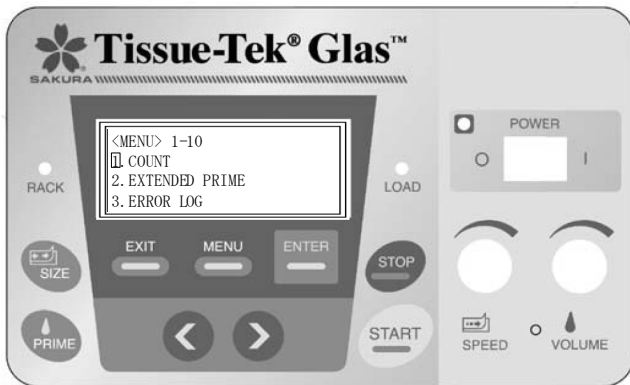 Tissue-Tek® Glas™
SAKURA
<MENU> 1-10
1. COUNT
2. EXTENDED PRIME
3. ERROR LOG
RACK
LOAD
POWER
O
I
EXIT
MENU
ENTER
SIZE
STOP
PRIME
START
SPEED
VOLUME